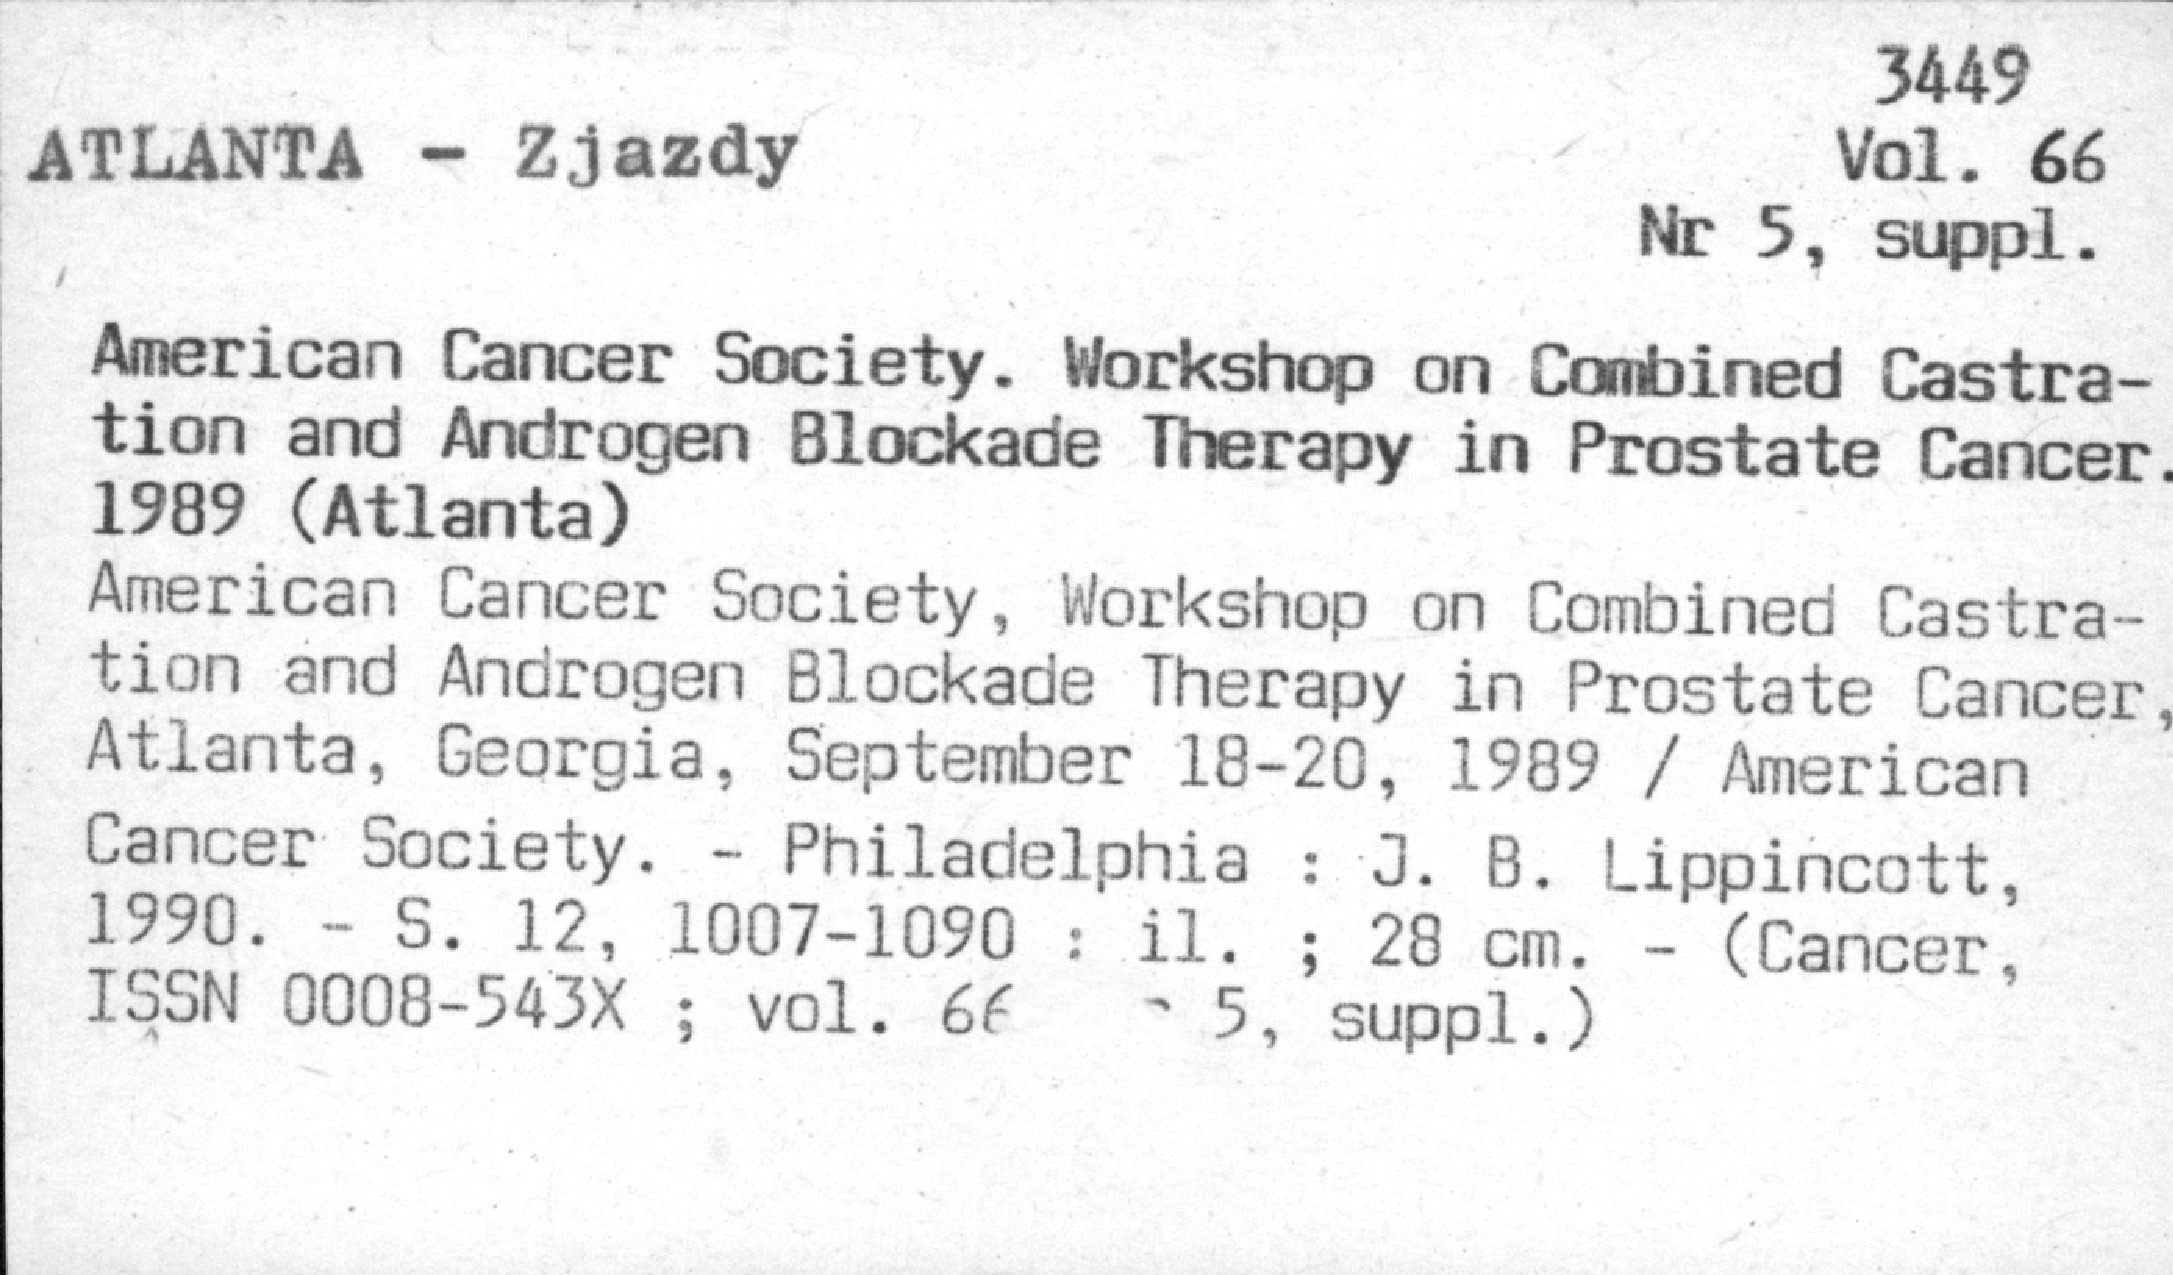 3449
ATLANTA - Zjazdy
Vol. 66
Nr 5, suppl.
American Cancer Society. Workshop on Combined Castra-
tion and Androgen Blockade Therapy in Prostate Cancer.
1989 (Atlanta)
American Cancer Society, Workshop on Combined Castra-
tion and Androgen Blockade Therapy in Prostate Cancer,
Atlanta, Georgia, September 18-20, 1989 / American
Cancer Society. - Philadelphia : J. B. Lippincott,
1990. - S. 12, 1007-1090 : il. ; 28 cm. - (Cancer,
ISSN 0008-543X ; vol. 66 5, suppl.)